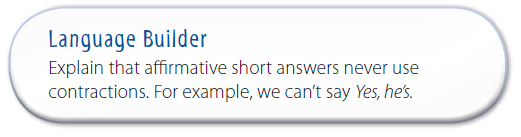 Language Builder
Explain that affirmative short answers never use
contractions. For example, we can't say Yes, he's.